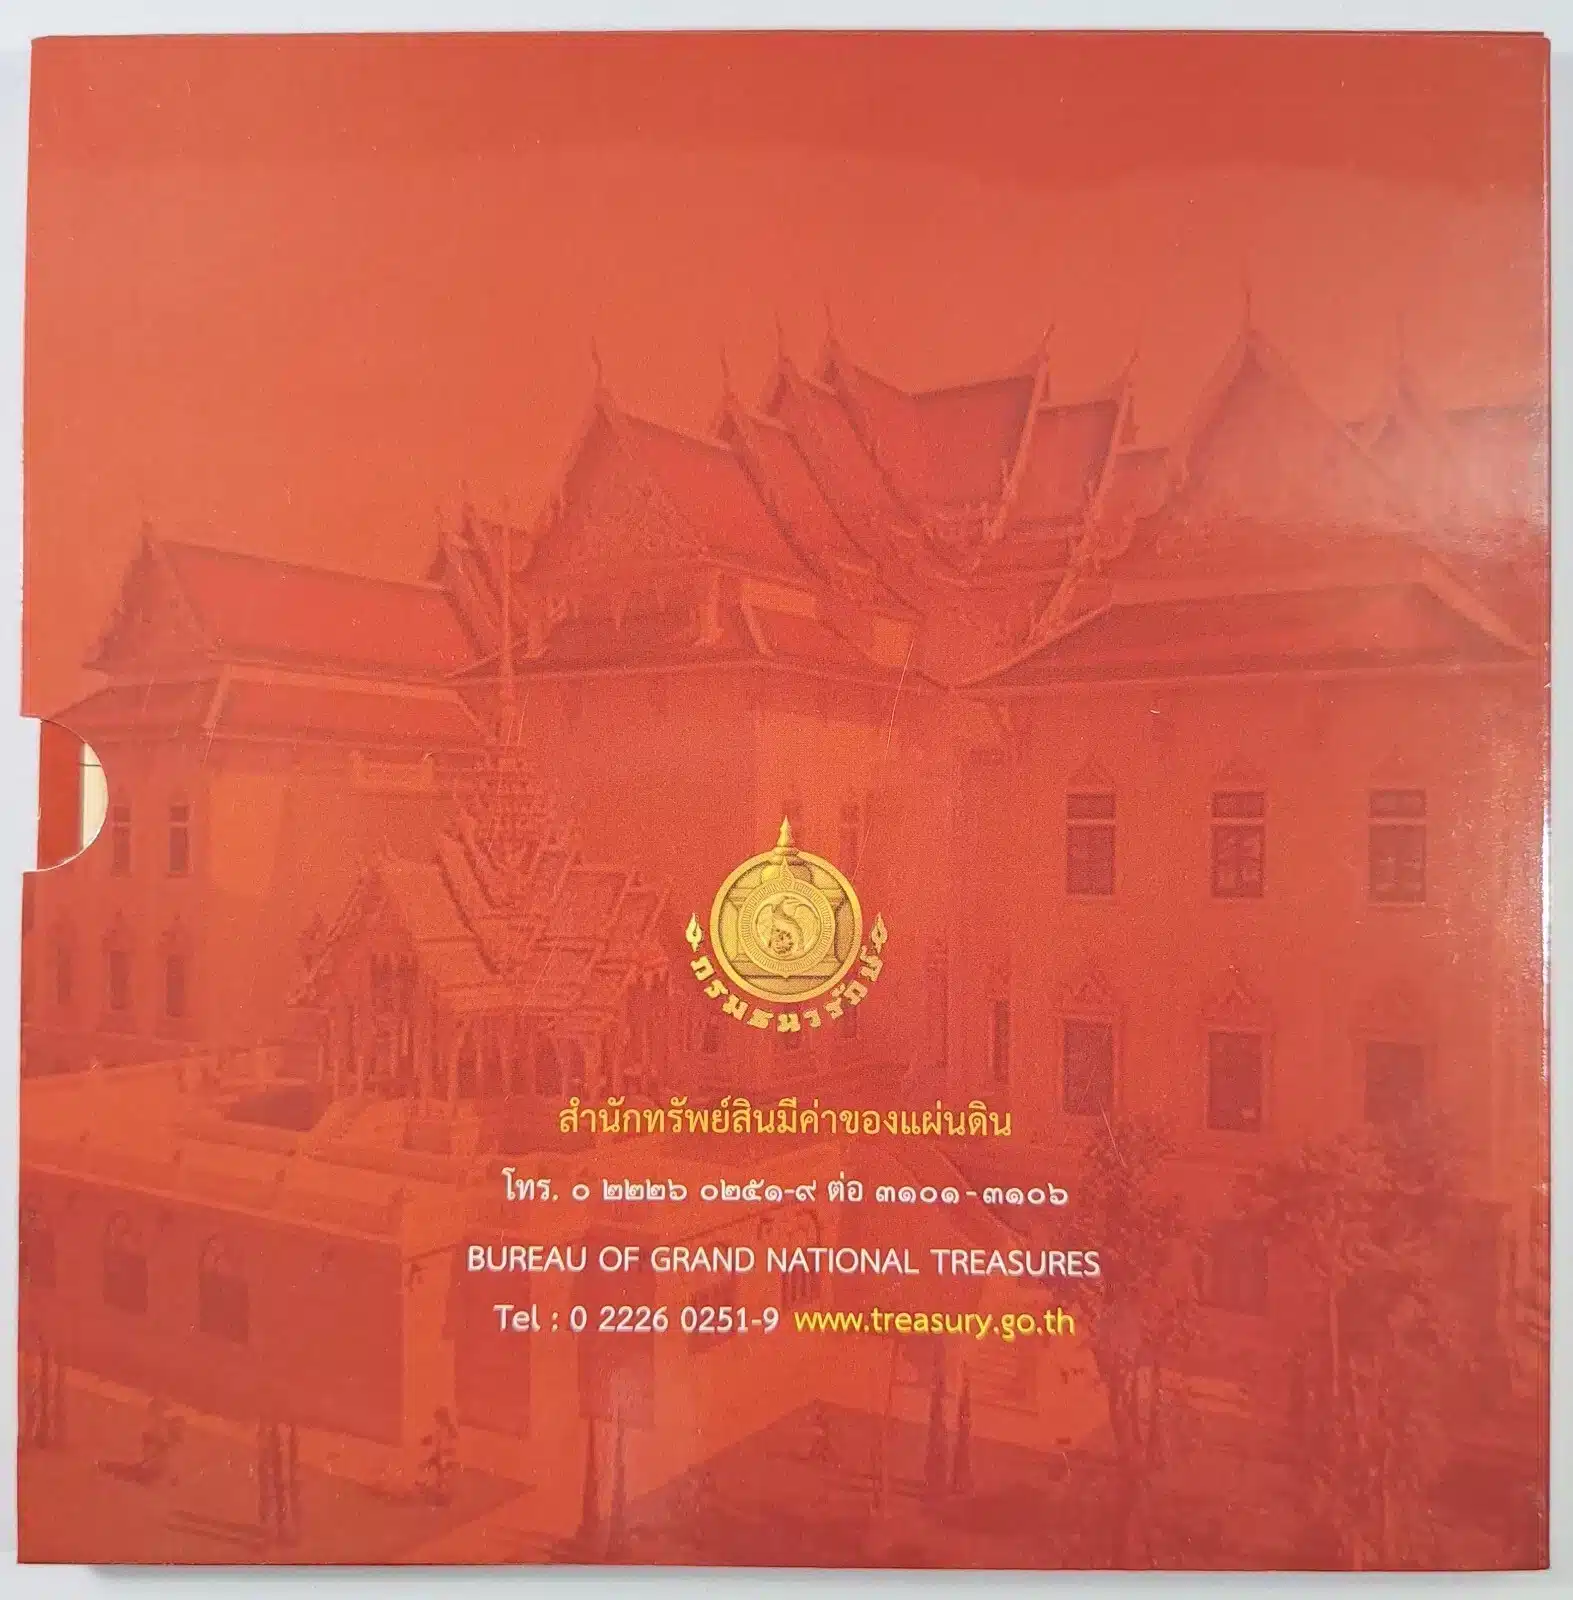 กรมธนารักษ์
สำนักทรัพย์สินมีค่าของแผ่นดิน
โทร. ๐ ๒๒๒๖ ๐๒๕๑-๙ ต่อ ๓๑๐๑-๓๑๐๖
BUREAU OF GRAND NATIONAL TREASURES
Tel : 0 2226 0251-9 www.treasury.go.th